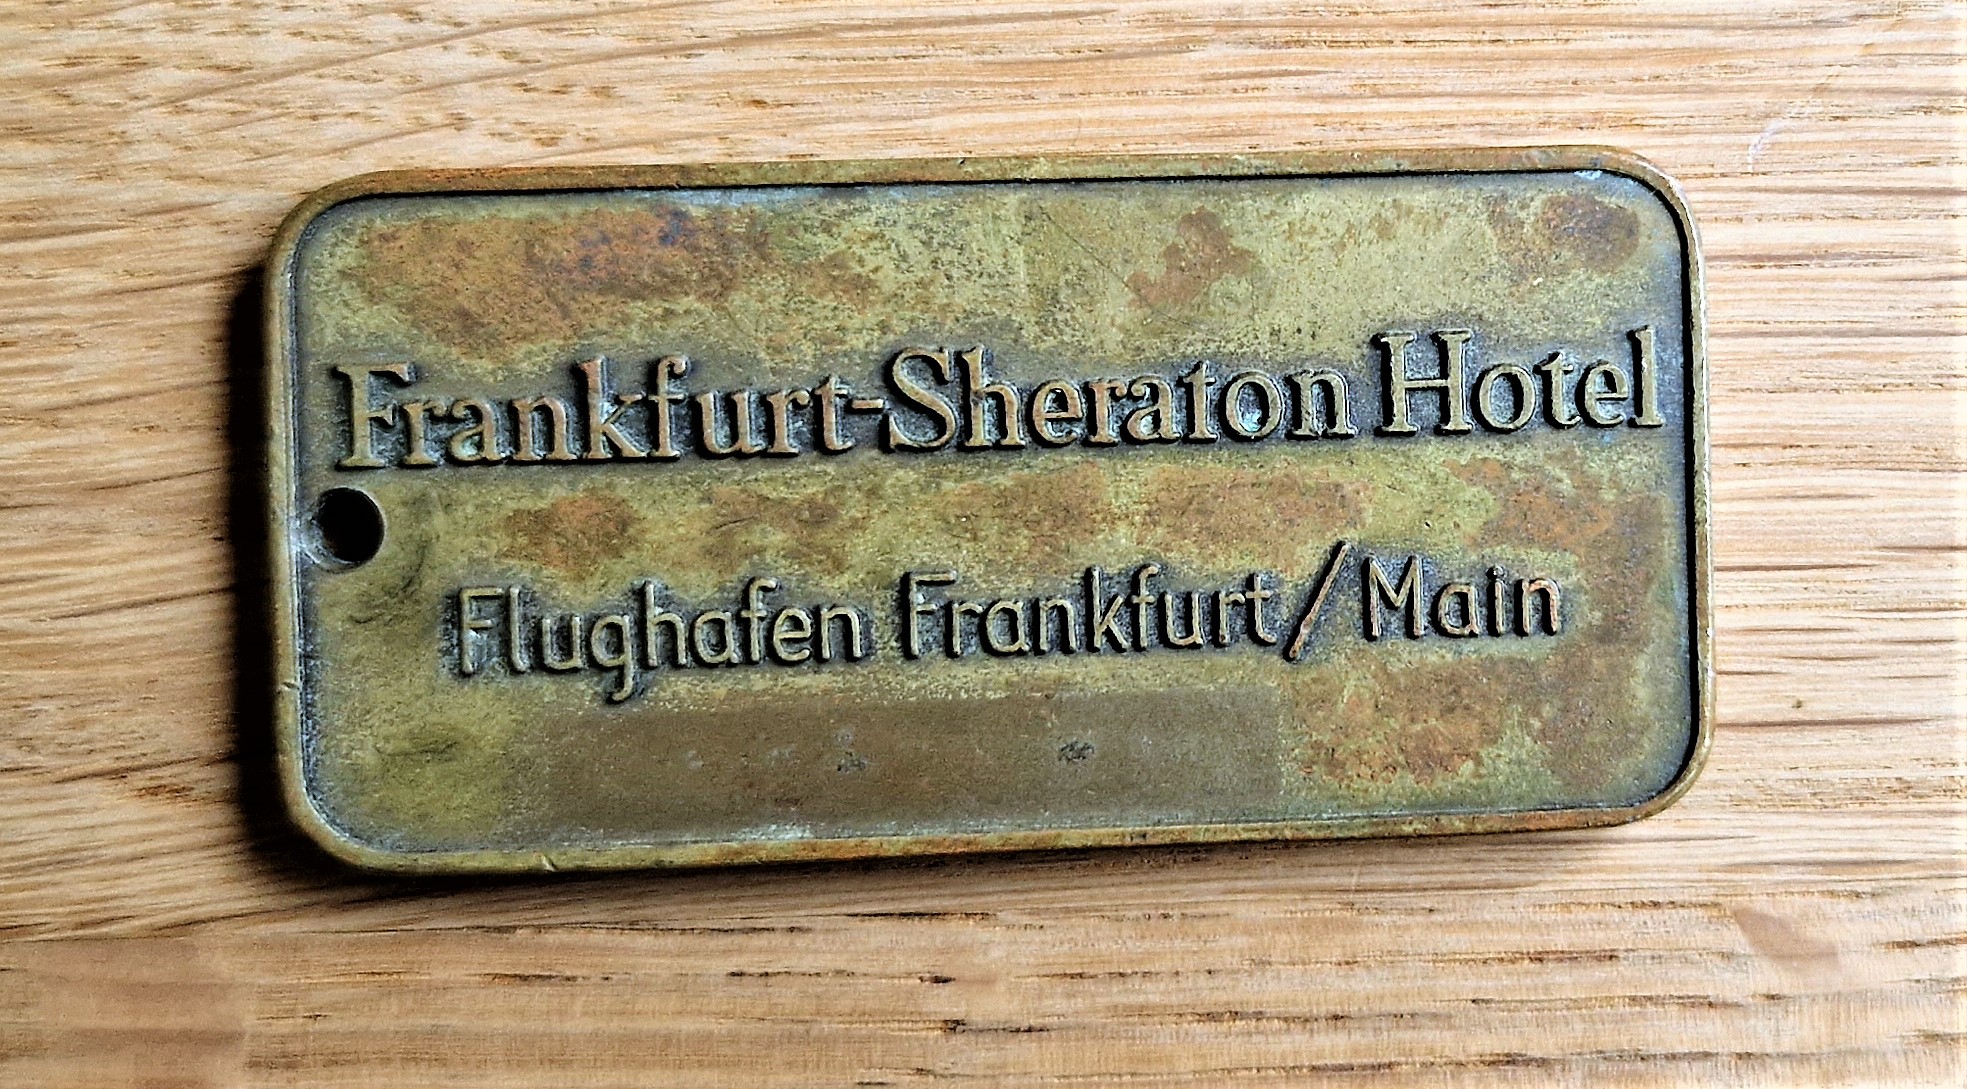 Frankfurt-Sheraton Hotel
Flughafen Frankfurt/Main